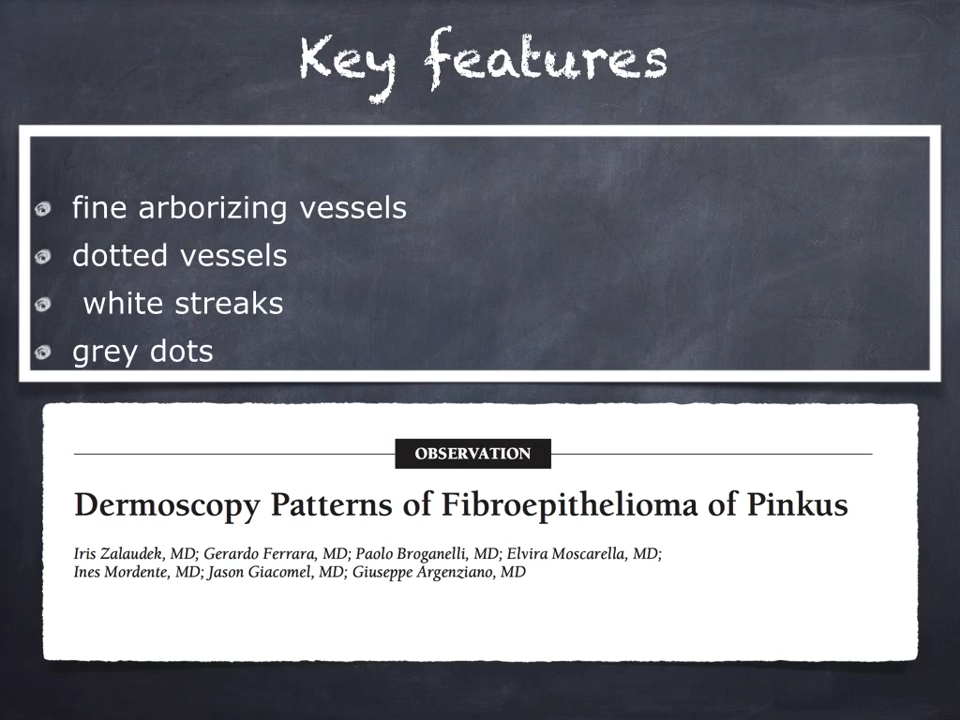 Key features
fine arborizing vessels
dotted vessels
white streaks
grey dots
OBSERVATION
Dermoscopy Patterns of Fibroepithelioma of Pinkus
Iris Zalaudek, MD; Gerardo Ferrara, MD; Paolo Broganelli, MD; Elvira Moscarella, MD;
Ines Mordente, MD; Jason Giacomel, MD; Giuseppe Argenziano, MD